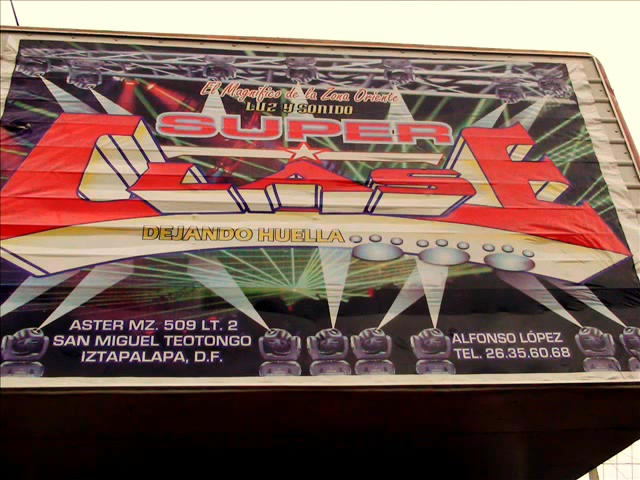 El Magnífico de la Zona Oriente
LUZ Y SONIDO
SUPER
CLASE
DEJANDO HUELLA
ASTER MZ. 509 LT. 2
SAN MIGUEL TEOTONGO
IZTAPALAPA, D.F.
ALFONSO LÓPEZ
TEL. 26.35.60.68